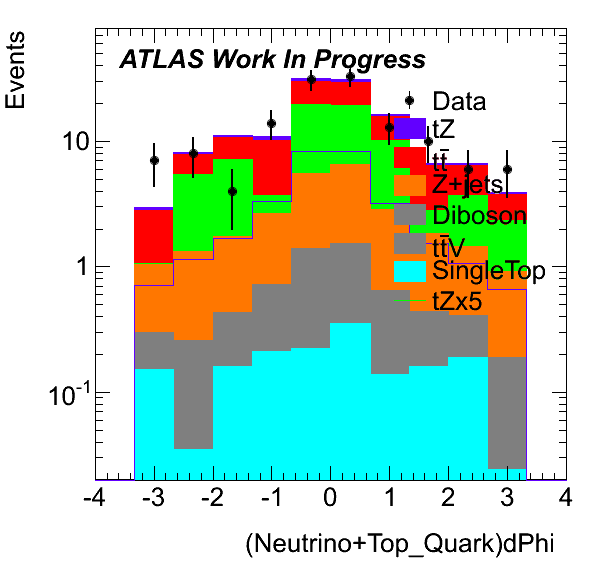 Events
ATLAS Work In Progress
Data
tZ
tt̄
Z+jets
Diboson
tt̄V
SingleTop
tZx5
10
1
10⁻¹
-4 -3 -2 -1 0 1 2 3 4
(Neutrino+Top_Quark)dPhi